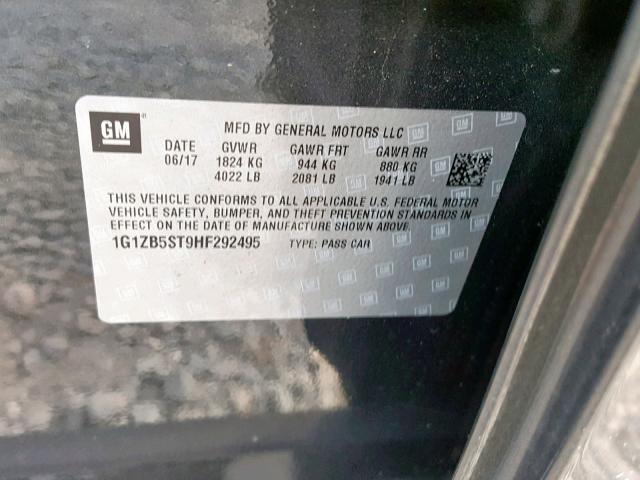 GM
MFD BY GENERAL MOTORS LLC
DATE GVWR GAWR FRT GAWR RR
06/17 1824 KG 944 KG 880 KG
4022 LB 2081 LB 1941 LB
THIS VEHICLE CONFORMS TO ALL APPLICABLE U.S. FEDERAL MOTOR
VEHICLE SAFETY, BUMPER, AND THEFT PREVENTION STANDARDS IN
EFFECT ON THE DATE OF MANUFACTURE SHOWN ABOVE.
1G1ZB5ST9HF292495 TYPE: PASS CAR